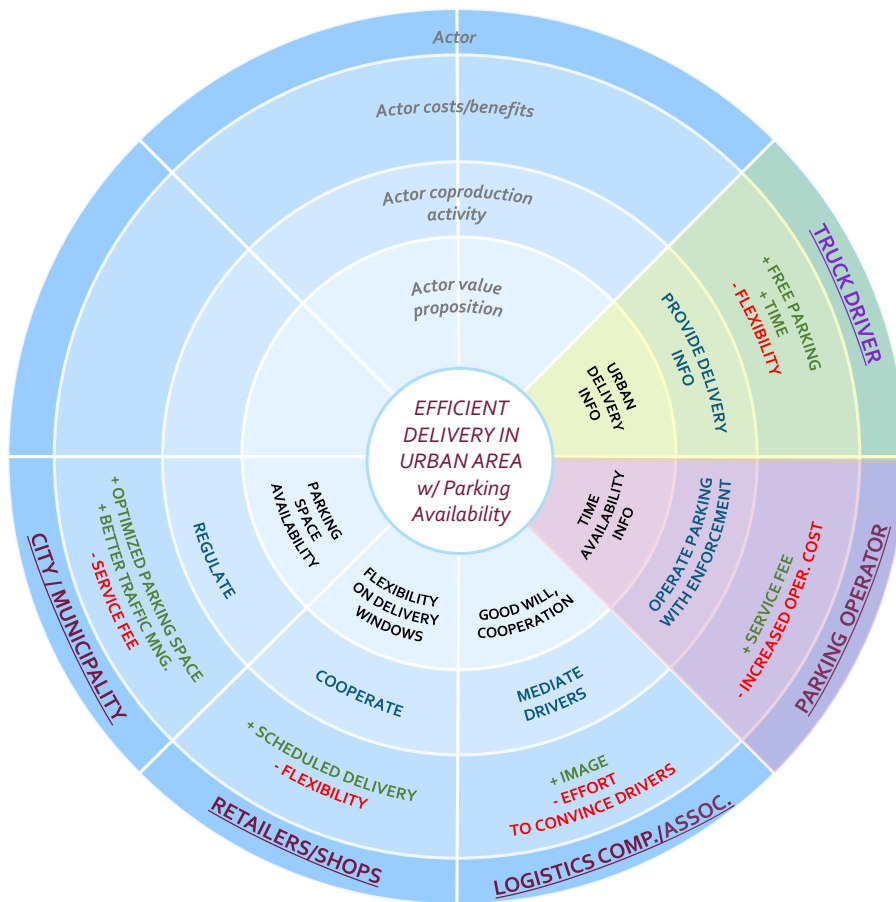 Actor
Actor costs/benefits
Actor coproduction
activity
Actor value
proposition
EFFICIENT
DELIVERY IN
URBAN AREA
w/ Parking
Availability
TRUCK DRIVER
+ FREE PARKING
+ TIME
- FLEXIBILITY
PROVIDE DELIVERY
INFO
URBAN
DELIVERY
INFO
PARKING OPERATOR
+ SERVICE FEE
- INCREASED OPER. COST
OPERATE PARKING
WITH ENFORCEMENT
TIME
AVAILABILITY
INFO
LOGISTICS COMP./ASSOC.
+ IMAGE
- EFFORT
TO CONVINCE DRIVERS
MEDIATE
DRIVERS
GOOD WILL,
COOPERATION
RETAILERS/SHOPS
+ SCHEDULED DELIVERY
- FLEXIBILITY
COOPERATE
FLEXIBILITY
ON DELIVERY
WINDOWS
CITY / MUNICIPALITY
+ OPTIMIZED PARKING SPACE
+ BETTER TRAFFIC MNG.
- SERVICE FEE
REGULATE
PARKING
SPACE
AVAILABILITY